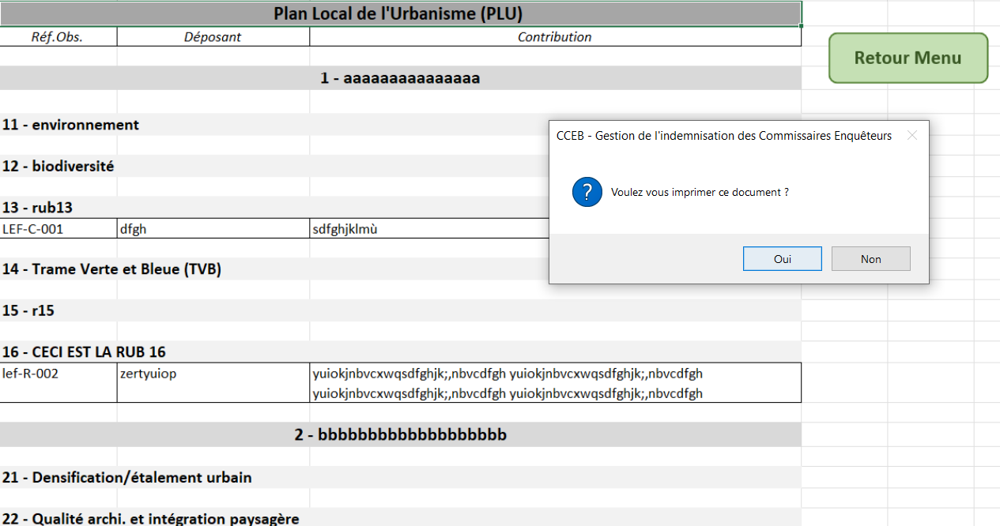 Plan Local de l'Urbanisme (PLU)
Réf.Obs. Déposant Contribution
Retour Menu
1 - aaaaaaaaaaaaaaa
11 - environnement
CCEB - Gestion de l'indemnisation des Commissaires Enquêteurs
12 - biodiversité
Voulez vous imprimer ce document ?
13 - rub13
LEF-C-001 dfgh sdfghjklmù
Oui Non
14 - Trame Verte et Bleue (TVB)
15 - r15
16 - CECI EST LA RUB 16
lef-R-002 zertyuiop yuiokjnbvcxwqsdfghjk;,nbvcdfgh yuiokjnbvcxwqsdfghjk;,nbvcdfgh
yuiokjnbvcxwqsdfghjk;,nbvcdfgh yuiokjnbvcxwqsdfghjk;,nbvcdfgh
2 - bbbbbbbbbbbbbbbbbbb
21 - Densification/étalement urbain
22 - Qualité archi. et intégration paysagère